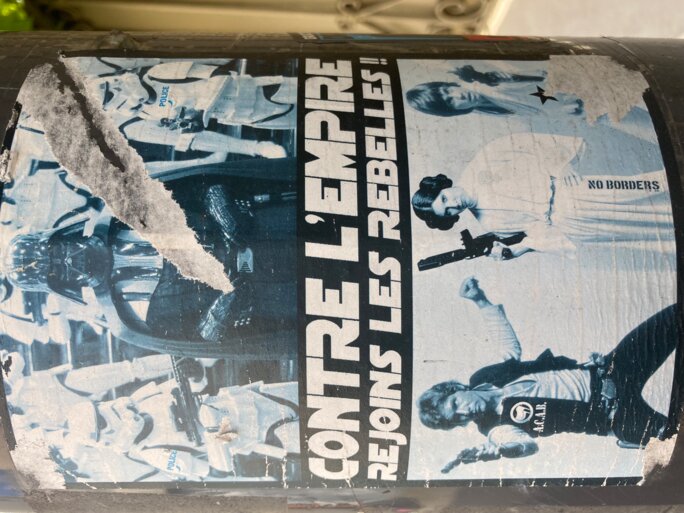 POLICE
POLICE
CONTRE L'EMPIRE
REJOINS LES REBELLES !!
NO BORDERS
A.C.A.B.